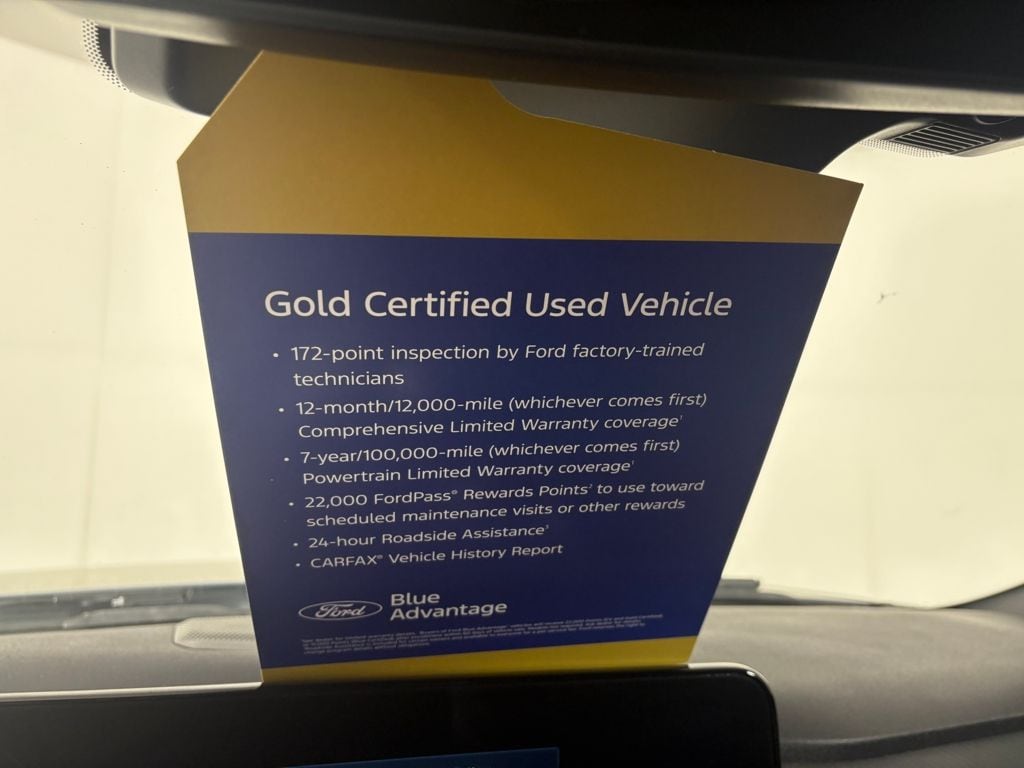 Gold Certified Used Vehicle
• 172-point inspection by Ford factory-trained
technicians
• 12-month/12,000-mile (whichever comes first)
Comprehensive Limited Warranty coverage¹
• 7-year/100,000-mile (whichever comes first)
Powertrain Limited Warranty coverage¹
• 22,000 FordPass® Rewards Points² to use toward
scheduled maintenance visits or other rewards
• 24-hour Roadside Assistance³
• CARFAX® Vehicle History Report
Ford
Blue
Advantage